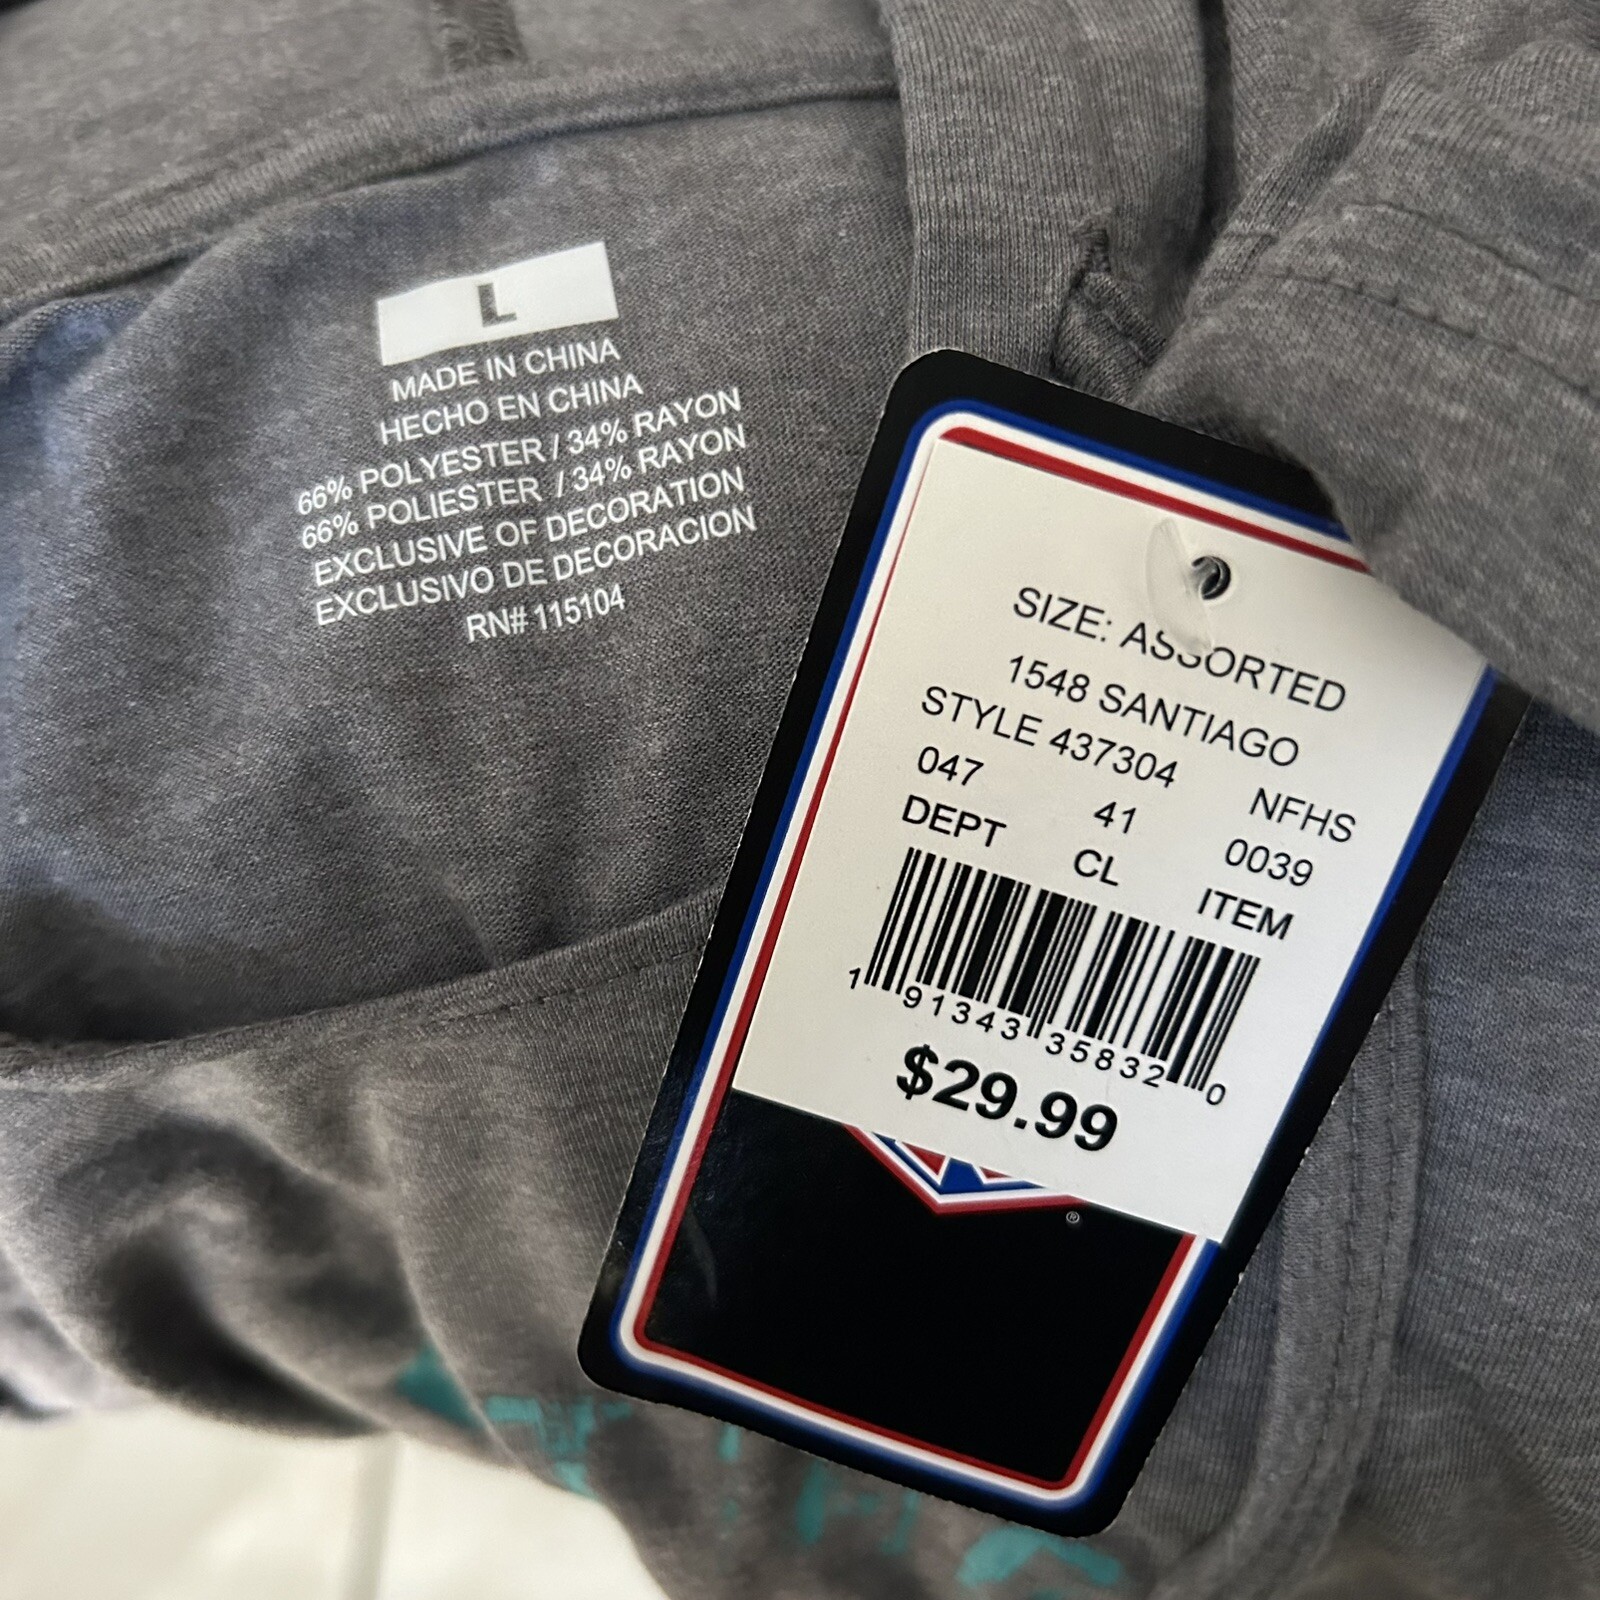 L
MADE IN CHINA
HECHO EN CHINA
66% POLYESTER / 34% RAYON
66% POLIESTER / 34% RAYON
EXCLUSIVE OF DECORATION
EXCLUSIVO DE DECORACION
RN# 115104
SIZE: ASSORTED
1548 SANTIAGO
STYLE 437304 NFHS
047 41 0039
DEPT CL ITEM
1 91343 35832 0
$29.99
®